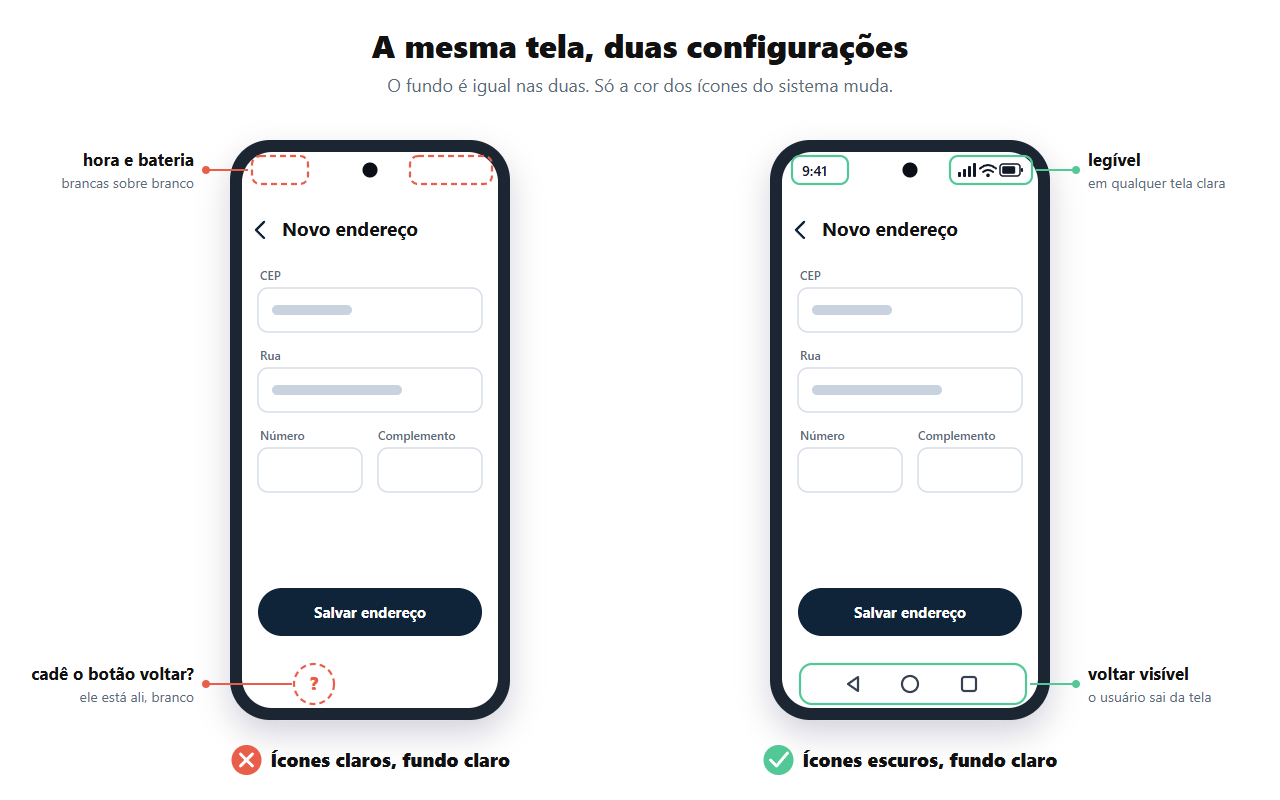 A mesma tela, duas configurações
O fundo é igual nas duas. Só a cor dos ícones do sistema muda.
hora e bateria
brancas sobre branco
Novo endereço
CEP
Rua
Número Complemento
Salvar endereço
cadê o botão voltar?
ele está ali, branco
?
Ícones claros, fundo claro
9:41
legível
em qualquer tela clara
Novo endereço
CEP
Rua
Número Complemento
Salvar endereço
voltar visível
o usuário sai da tela
Ícones escuros, fundo claro